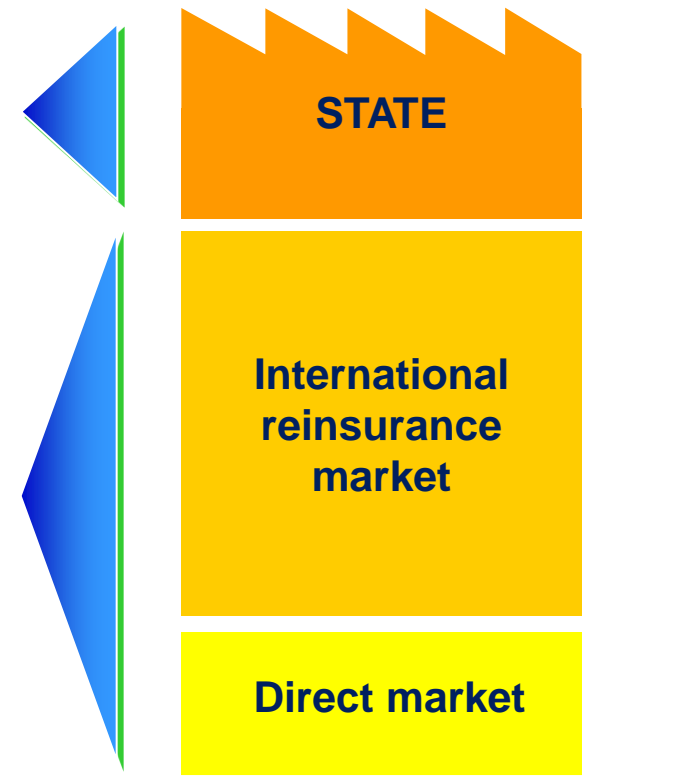 STATE
International
reinsurance
market
Direct market